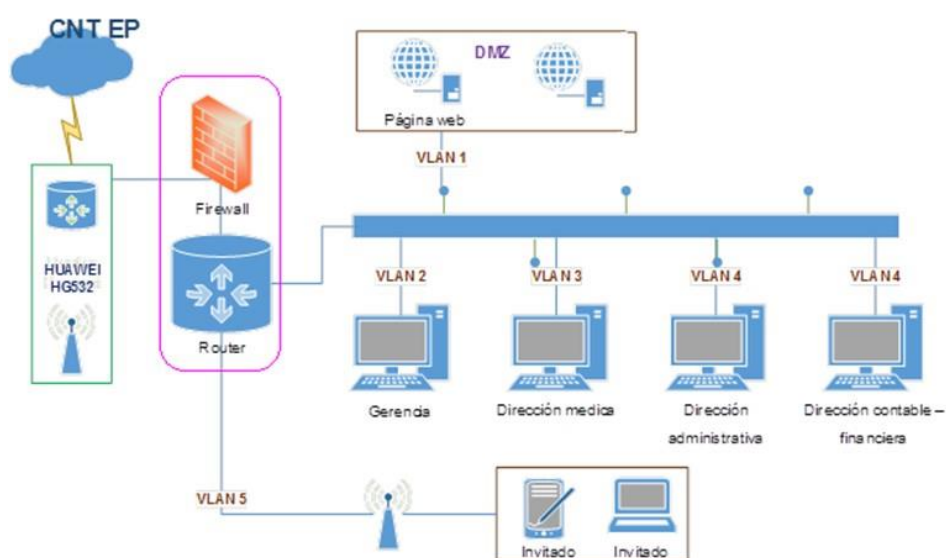 CNT EP
DMZ
Página web
VLAN 1
Firewall
HUAWEI
HG532
Router
VLAN 2
VLAN 3
VLAN 4
VLAN 4
Gerencia
Dirección medica
Dirección
administrativa
Dirección contable –
financiera
VLAN 5
Invitado
Invitado